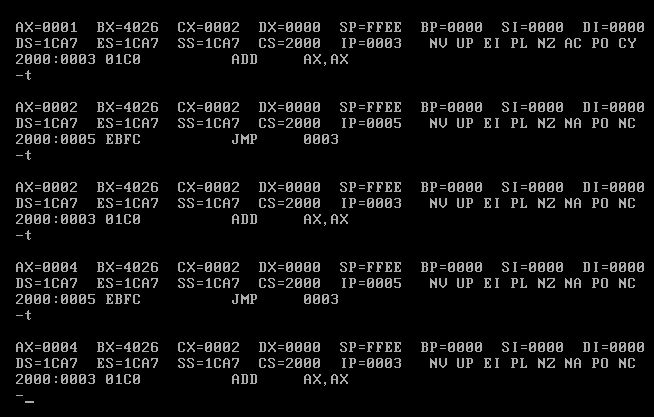 AX=0001  BX=4026  CX=0002  DX=0000  SP=FFEE  BP=0000  SI=0000  DI=0000
DS=1CA7  ES=1CA7  SS=1CA7  CS=2000  IP=0003   NV UP EI PL NZ AC PO CY
2000:0003 01C0          ADD     AX,AX
-t
AX=0002  BX=4026  CX=0002  DX=0000  SP=FFEE  BP=0000  SI=0000  DI=0000
DS=1CA7  ES=1CA7  SS=1CA7  CS=2000  IP=0005   NV UP EI PL NZ NA PO NC
2000:0005 EBFC          JMP     0003
-t
AX=0002  BX=4026  CX=0002  DX=0000  SP=FFEE  BP=0000  SI=0000  DI=0000
DS=1CA7  ES=1CA7  SS=1CA7  CS=2000  IP=0003   NV UP EI PL NZ NA PO NC
2000:0003 01C0          ADD     AX,AX
-t
AX=0004  BX=4026  CX=0002  DX=0000  SP=FFEE  BP=0000  SI=0000  DI=0000
DS=1CA7  ES=1CA7  SS=1CA7  CS=2000  IP=0005   NV UP EI PL NZ NA PO NC
2000:0005 EBFC          JMP     0003
-t
AX=0004  BX=4026  CX=0002  DX=0000  SP=FFEE  BP=0000  SI=0000  DI=0000
DS=1CA7  ES=1CA7  SS=1CA7  CS=2000  IP=0003   NV UP EI PL NZ NA PO NC
2000:0003 01C0          ADD     AX,AX
-_